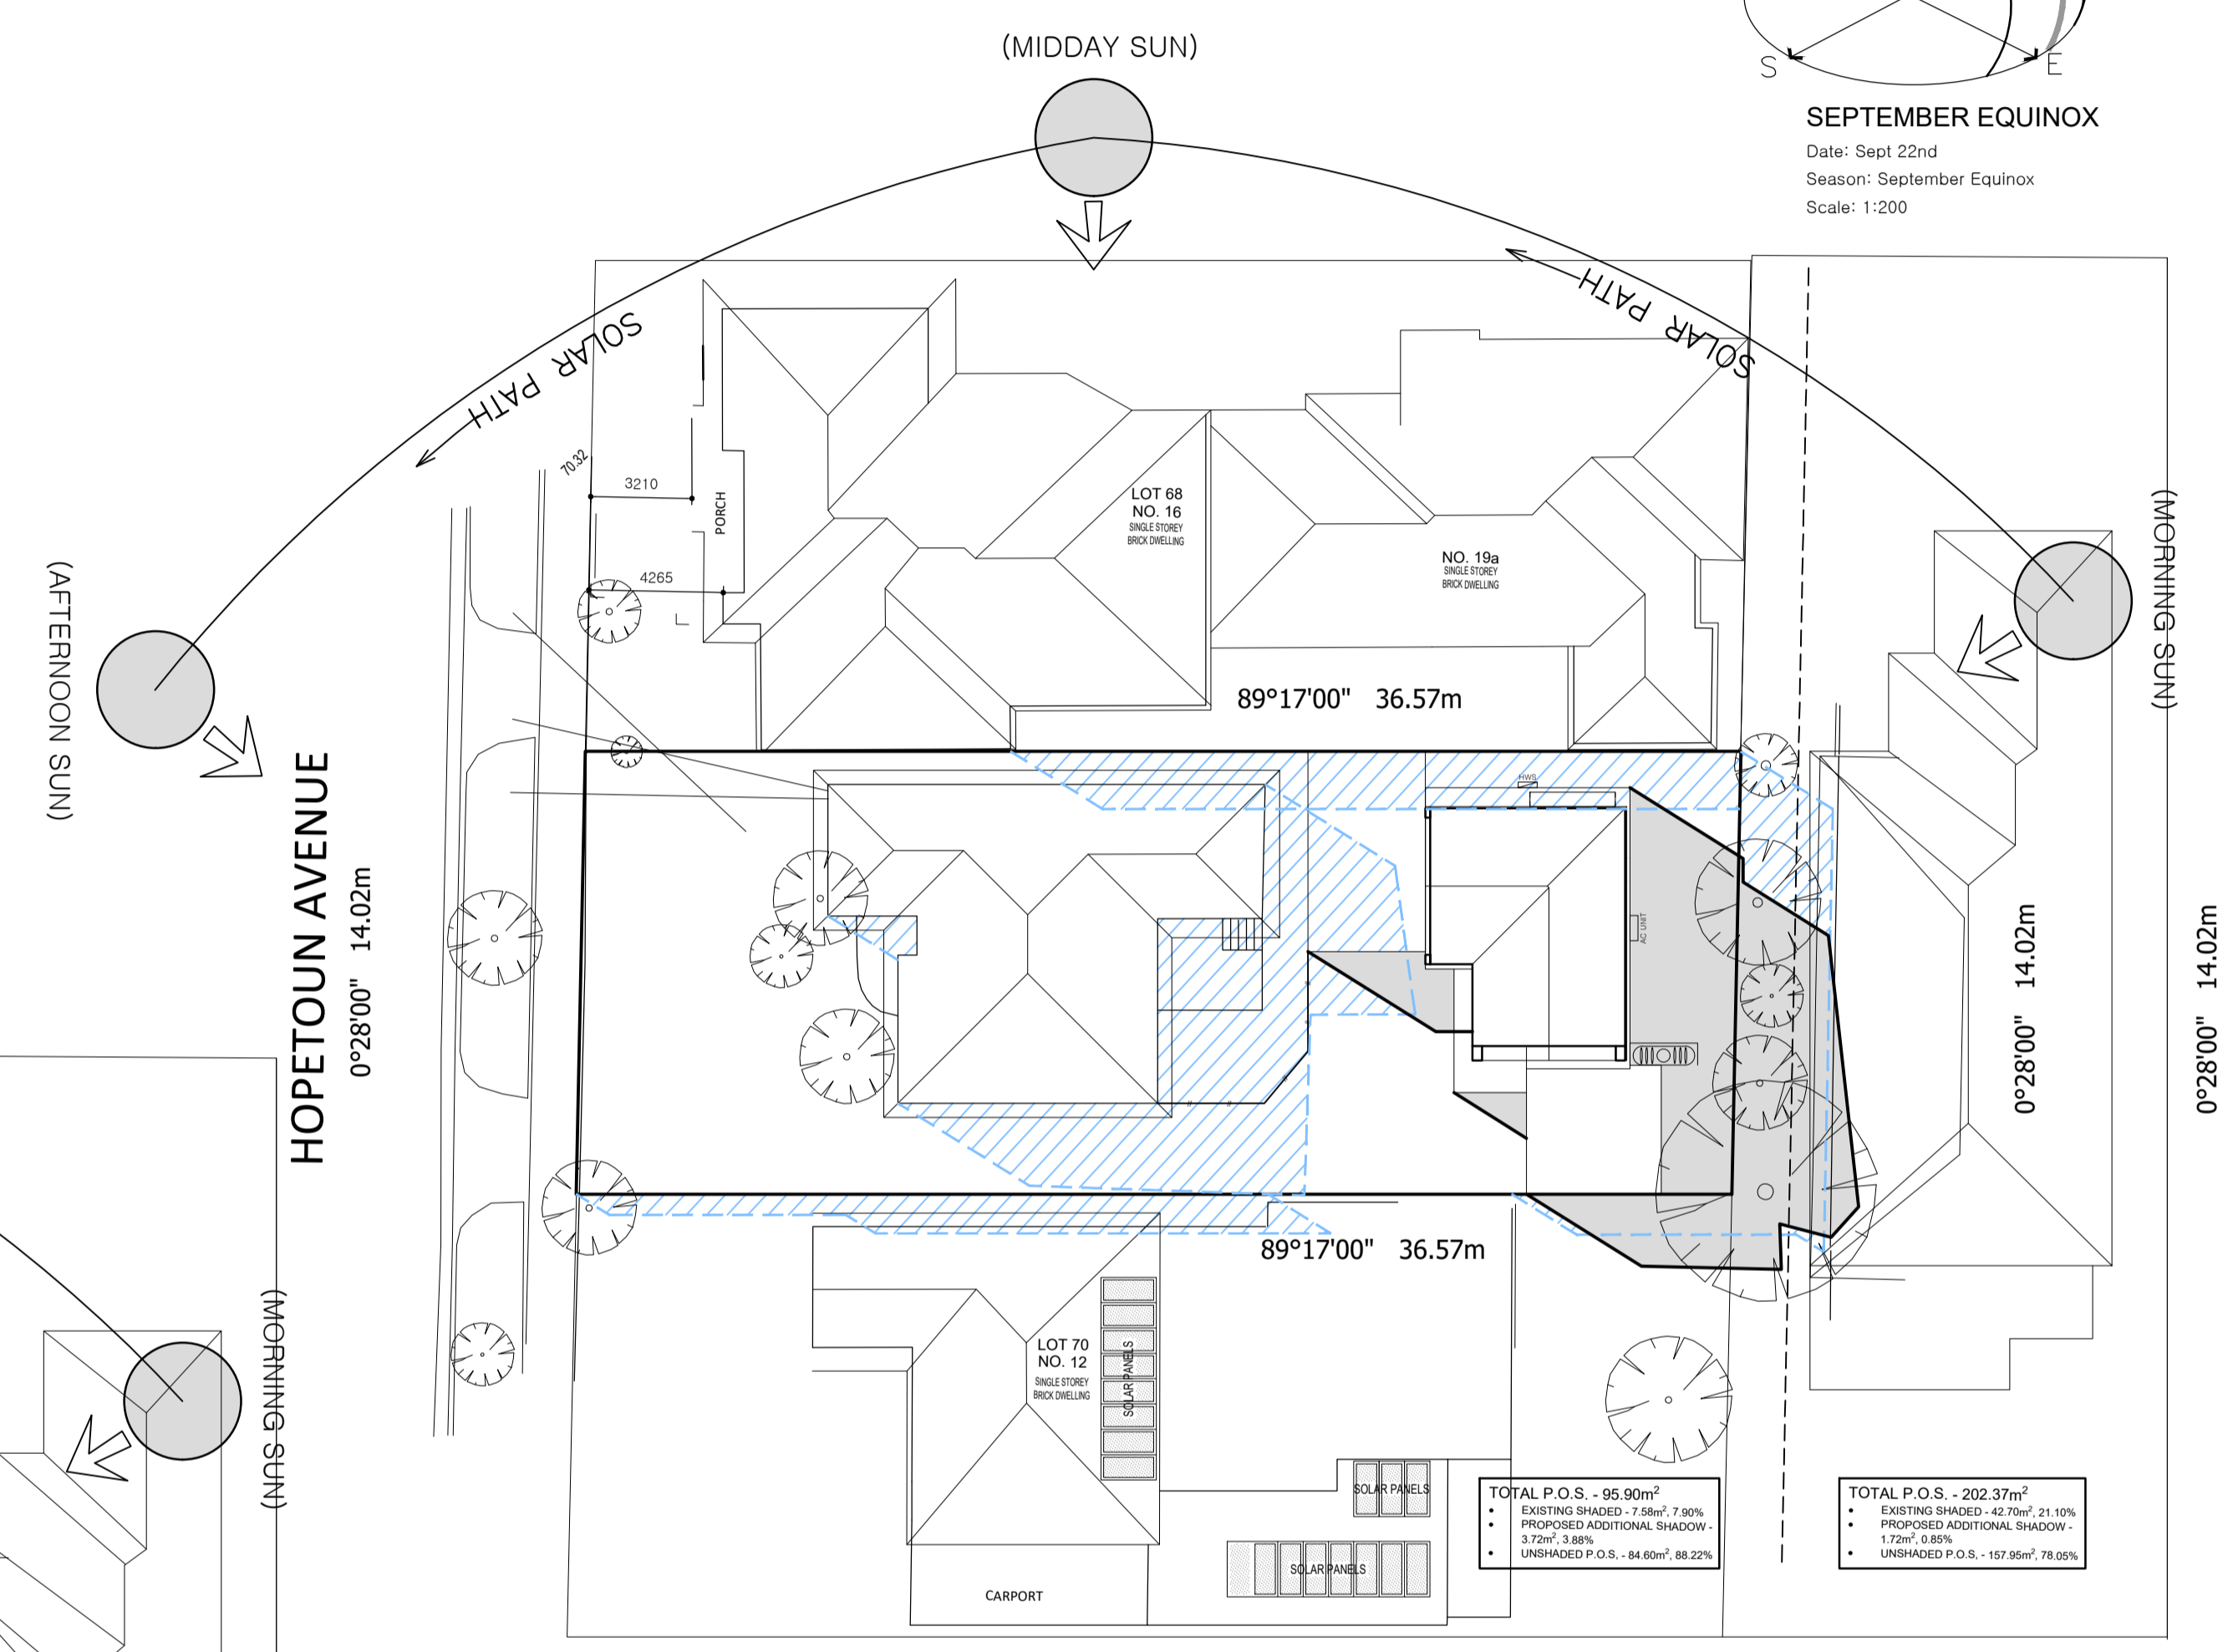 (MIDDAY SUN)
S
E
SEPTEMBER EQUINOX
Date: Sept 22nd
Season: September Equinox
Scale: 1:200
SOLAR PATH
SOLAR PATH
(AFTERNOON SUN)
(MORNING SUN)
70.32
3210
PORCH
4265
LOT 68
NO. 16
SINGLE STOREY
BRICK DWELLING
NO. 19a
SINGLE STOREY
BRICK DWELLING
89°17'00" 36.57m
HWS
AC UNIT
HOPETOUN AVENUE
0°28'00" 14.02m
0°28'00" 14.02m
0°28'00" 14.02m
89°17'00" 36.57m
(MORNING SUN)
LOT 70
NO. 12
SINGLE STOREY
BRICK DWELLING
SOLAR PANELS
SOLAR PANELS
SOLAR PANELS
CARPORT
TOTAL P.O.S. - 95.90m²
• EXISTING SHADED - 7.58m², 7.90%
• PROPOSED ADDITIONAL SHADOW -
3.72m², 3.88%
• UNSHADED P.O.S, - 84.60m², 88.22%
TOTAL P.O.S. - 202.37m²
• EXISTING SHADED - 42.70m², 21.10%
• PROPOSED ADDITIONAL SHADOW -
1.72m², 0.85%
• UNSHADED P.O.S, - 157.95m², 78.05%